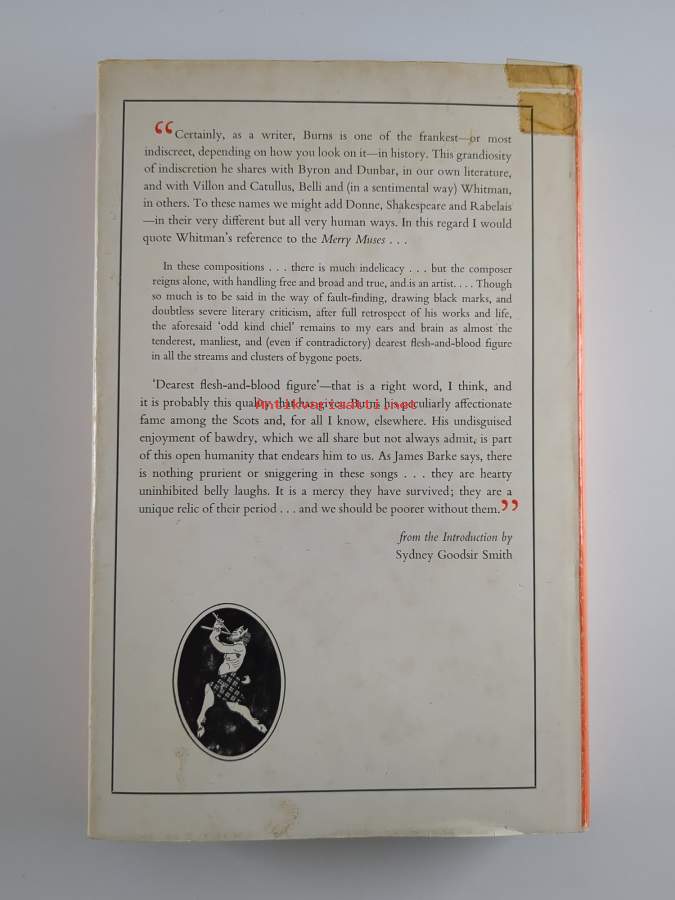 “Certainly, as a writer, Burns is one of the frankest—or most
indiscreet, depending on how you look on it—in history. This grandiosity
of indiscretion he shares with Byron and Dunbar, in our own literature,
and with Villon and Catullus, Belli and (in a sentimental way) Whitman,
in others. To these names we might add Donne, Shakespeare and Rabelais
—in their very different but all very human ways. In this regard I would
quote Whitman's reference to the Merry Muses . . .
In these compositions . . . there is much indelicacy . . . but the composer
reigns alone, with handling free and broad and true, and is an artist. . . . Though
so much is to be said in the way of fault-finding, drawing black marks, and
doubtless severe literary criticism, after full retrospect of his works and life,
the aforesaid ‘odd kind chiel’ remains to my ears and brain as almost the
tenderest, manliest, and (even if contradictory) dearest flesh-and-blood figure
in all the streams and clusters of bygone poets.
‘Dearest flesh-and-blood figure’—that is a right word, I think, and
it is probably this quality that has given Burns his peculiarly affectionate
Antikvariaatti.net
fame among the Scots and, for all I know, elsewhere. His undisguised
enjoyment of bawdry, which we all share but not always admit, is part
of this open humanity that endears him to us. As James Barke says, there
is nothing prurient or sniggering in these songs . . . they are hearty
uninhibited belly laughs. It is a mercy they have survived; they are a
unique relic of their period . . . and we should be poorer without them.”
from the Introduction by
Sydney Goodsir Smith